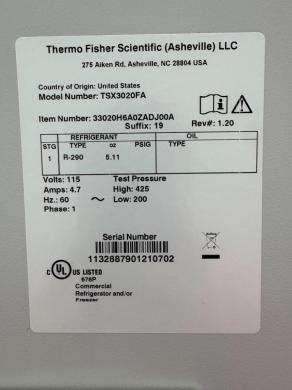 Thermo Fisher Scientific (Asheville) LLC
275 Aiken Rd, Asheville, NC 28804 USA
Country of Origin: United States
Model Number: TSX3020FA
Item Number: 33020H6A0ZADJ00A
Suffix: 19 Rev#: 1.20
REFRIGERANT OIL
STG TYPE oz PSIG TYPE
1 R-290 5.11
Volts: 115 Test Pressure
Amps: 4.7 High: 425
Hz.: 60 ~ Low: 200
Phase: 1
Serial Number
1132887901210702
C UL US LISTED
676P
Commercial
Refrigerator and/or
Freezer